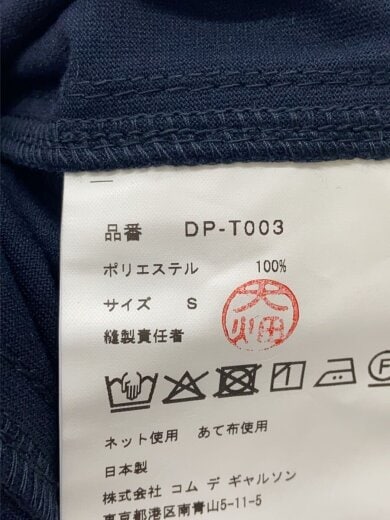 品番 DP-T003
ポリエステル 100%
サイズ S
縫製責任者
大畑
ネット使用 あて布使用
日本製
株式会社 コム デ ギャルソン
東京都港区南青山5-11-5